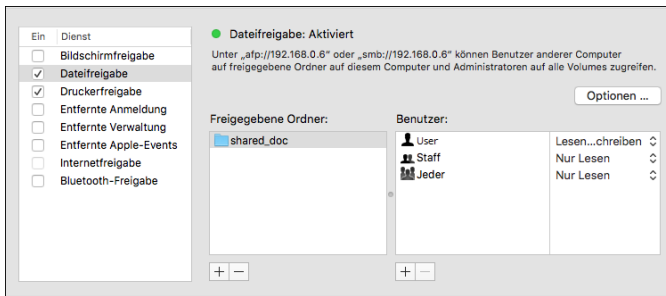 Ein Dienst
Bildschirmfreigabe
Dateifreigabe
Druckerfreigabe
Entfernte Anmeldung
Entfernte Verwaltung
Entfernte Apple-Events
Internetfreigabe
Bluetooth-Freigabe
Dateifreigabe: Aktiviert
Unter „afp://192.168.0.6“ oder „smb://192.168.0.6“ können Benutzer anderer Computer
auf freigegebene Ordner auf diesem Computer und Administratoren auf alle Volumes zugreifen.
Optionen ...
Freigegebene Ordner:
shared_doc
Benutzer:
User Lesen...chreiben
Staff Nur Lesen
Jeder Nur Lesen